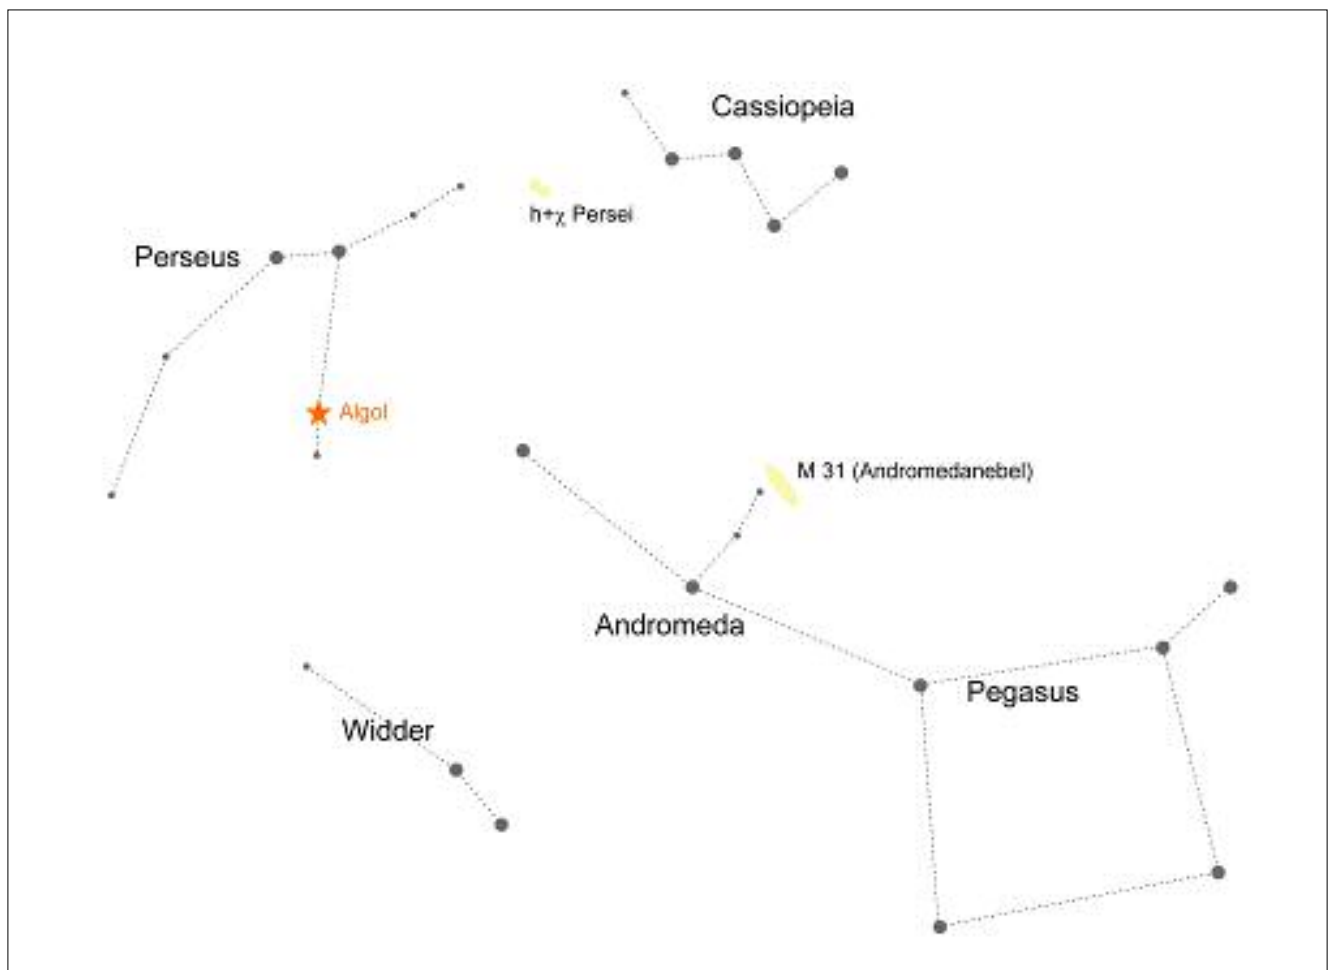 Cassiopeia
h+χ Persei
Perseus
Algol
M 31 (Andromedanebel)
Andromeda
Pegasus
Widder